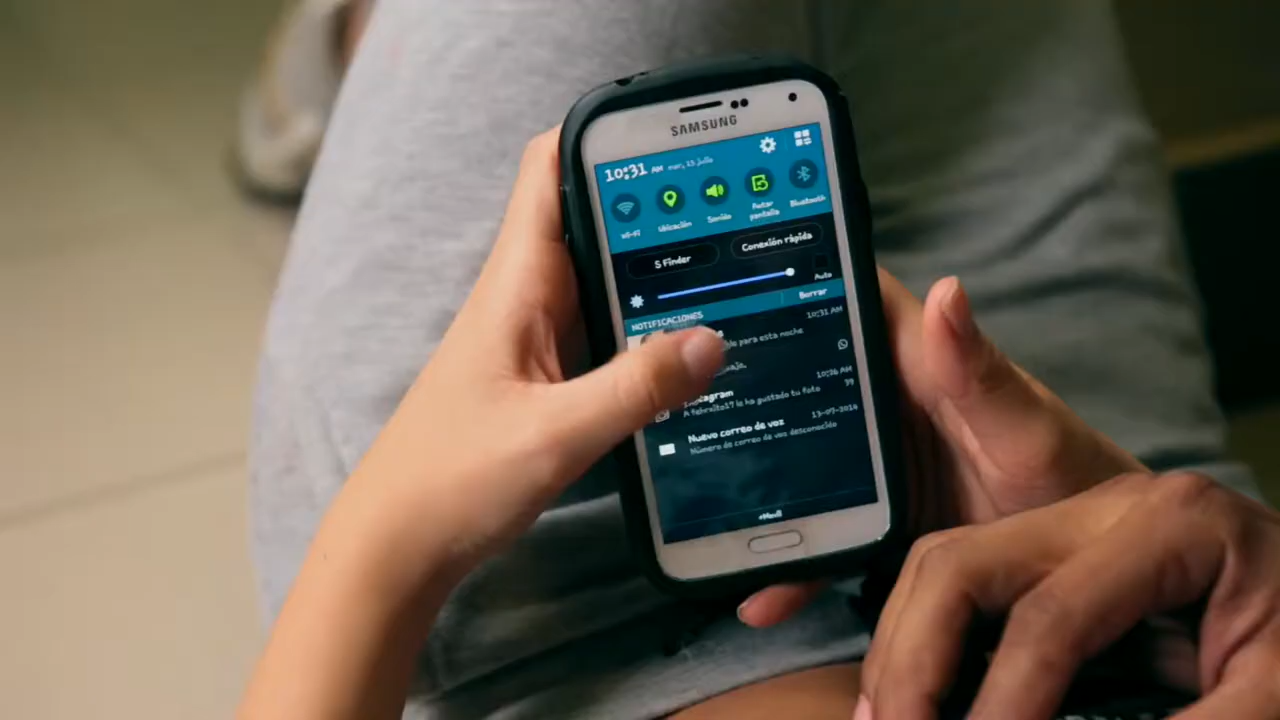 SAMSUNG
10:31 AM mar, 15 julio
Wi-Fi
Ubicación
Sonido
Rotar pantalla
Bluetooth
S Finder
Conexión rápida
Auto
NOTIFICACIONES
Borrar
10:31 AM
para esta noche
Instagram
10:26 AM
A febrxito17 le ha gustado tu foto
39
Nuevo correo de voz
13-07-2014
Número de correo de voz desconocido